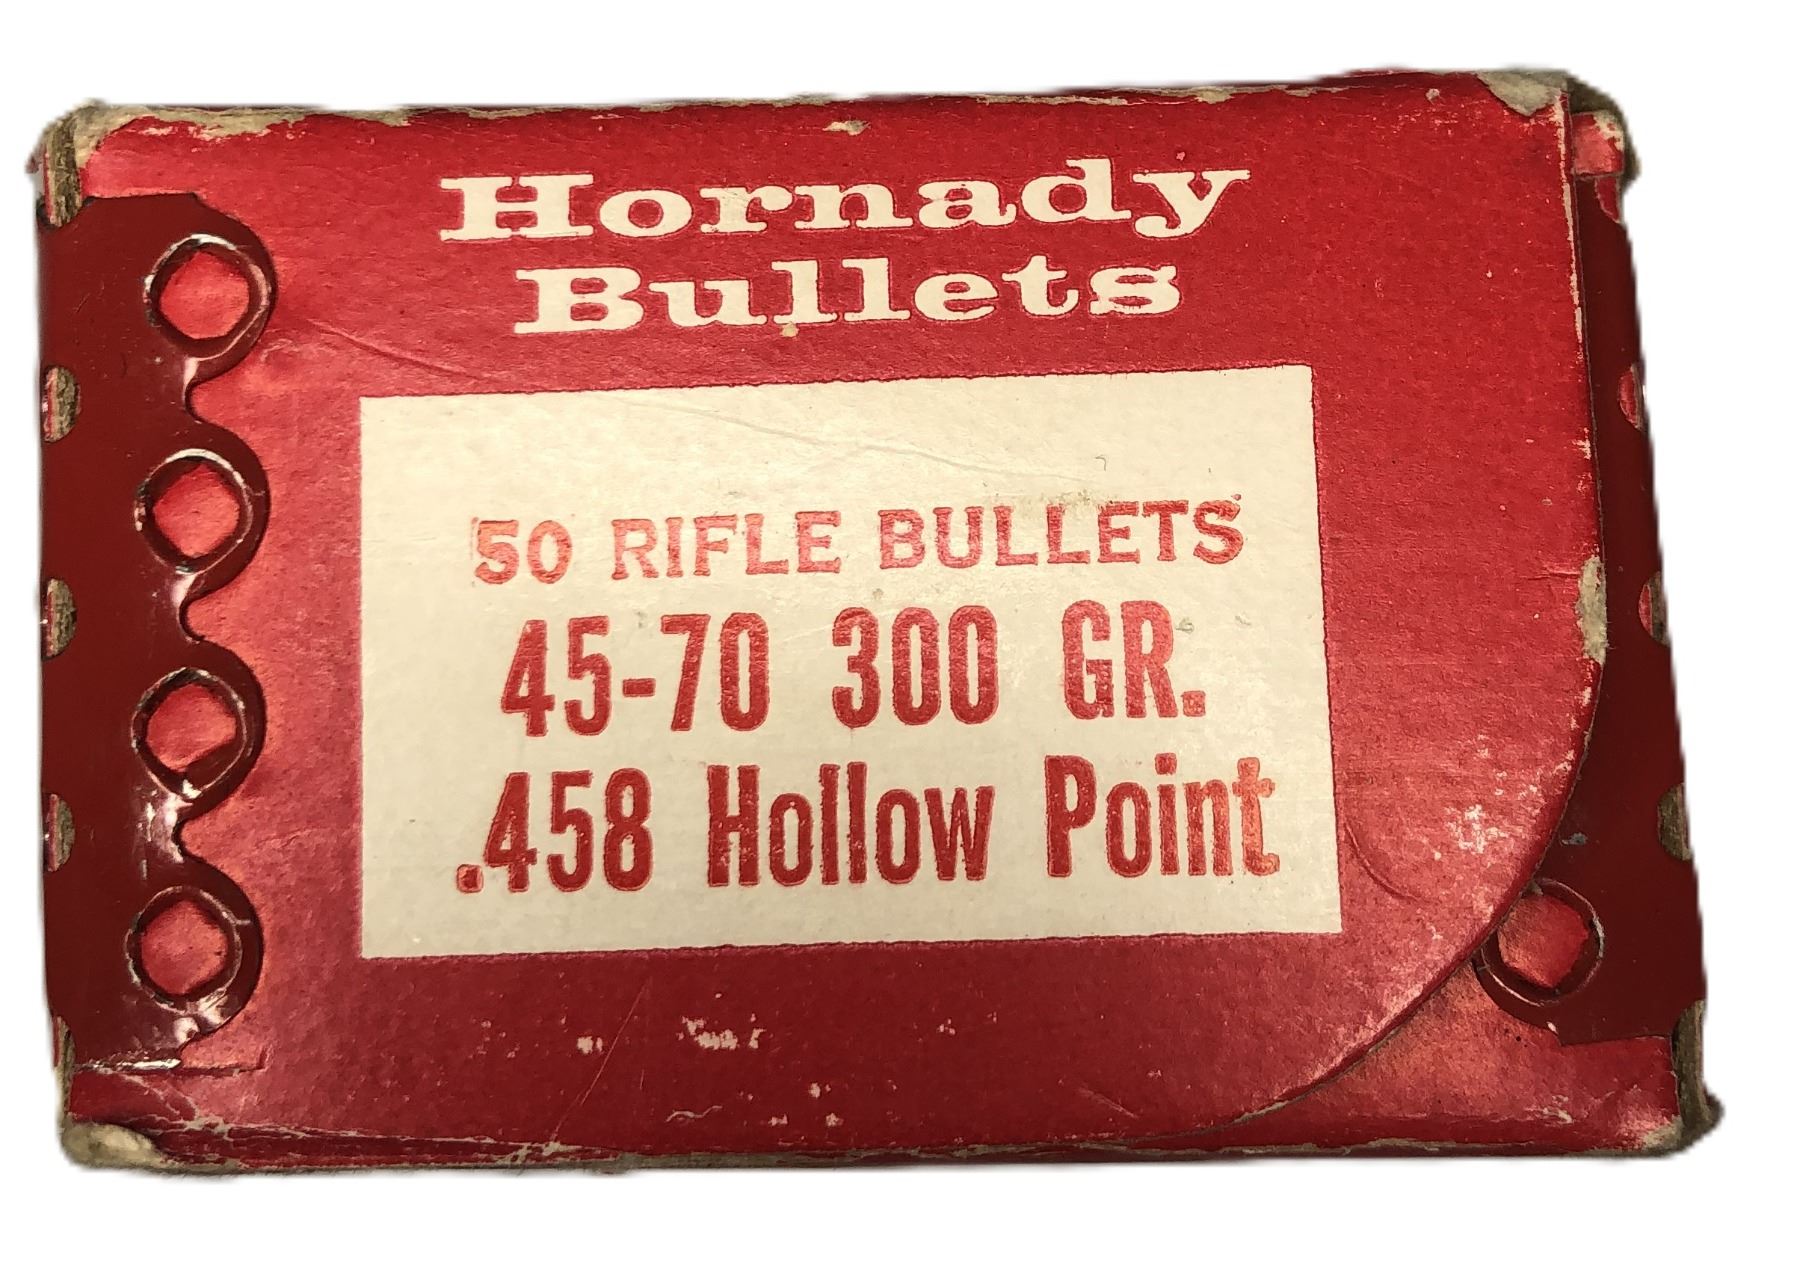 Hornady
Bullets
50 RIFLE BULLETS
45-70 300 GR.
.458 Hollow Point